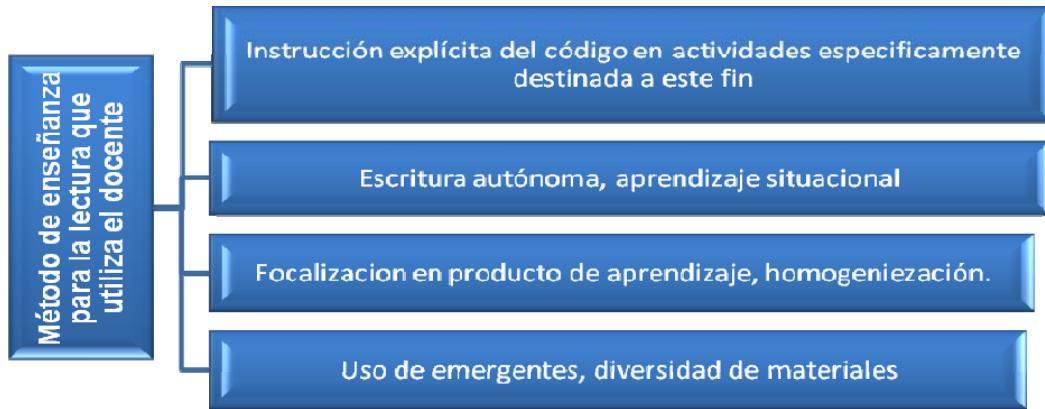 Método de enseñanza
para la lectura que
utiliza el docente
Instrucción explícita del código en actividades especificamente
destinada a este fin
Escritura autónoma, aprendizaje situacional
Focalizacion en producto de aprendizaje, homogeniezación.
Uso de emergentes, diversidad de materiales